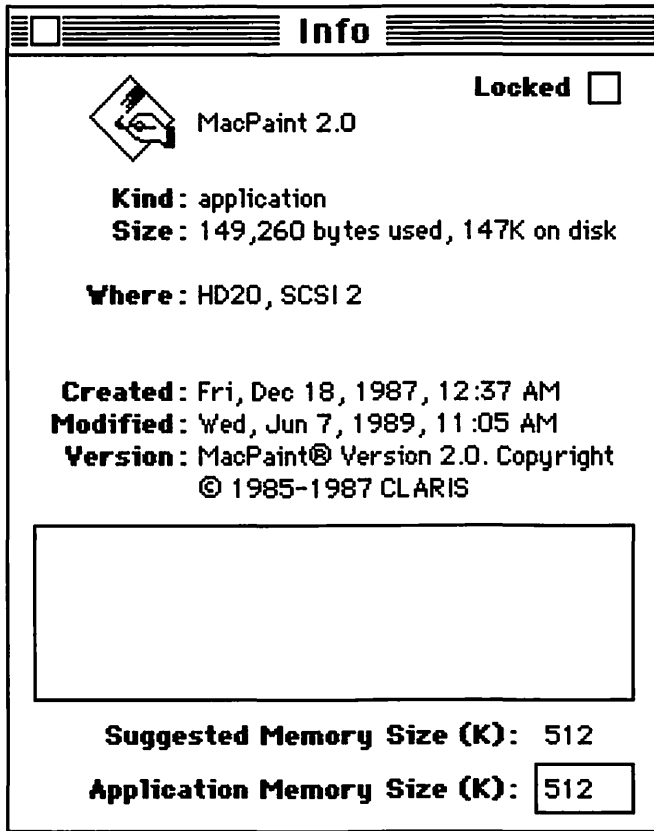 Info
Locked
MacPaint 2.0
Kind: application
Size: 149,260 bytes used, 147K on disk
Where: HD20, SCSI 2
Created: Fri, Dec 18, 1987, 12:37 AM
Modified: Wed, Jun 7, 1989, 11:05 AM
Version: MacPaint® Version 2.0. Copyright
© 1985-1987 CLARIS
Suggested Memory Size (K): 512
Application Memory Size (K): 512